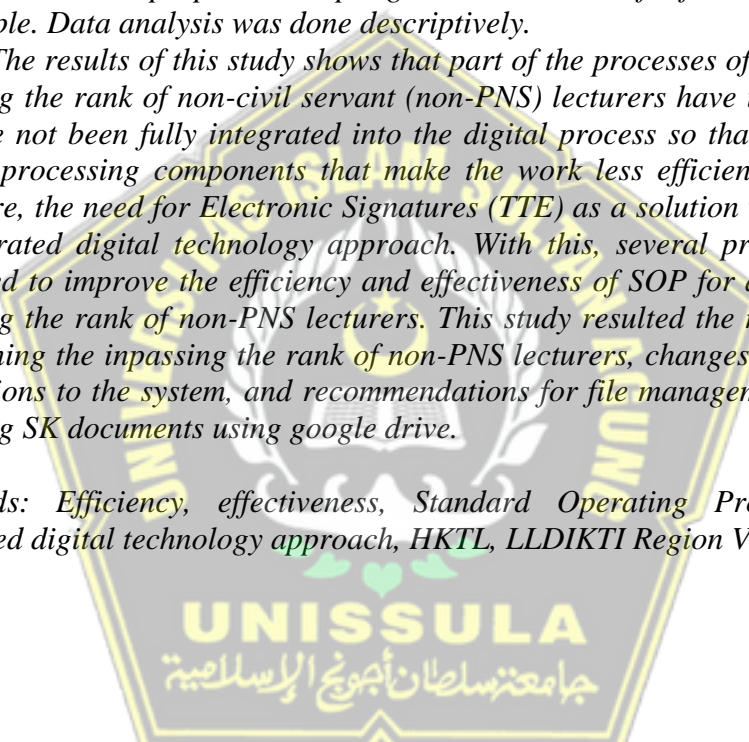 ble. Data analysis was done descriptively.
The results of this study shows that part of the processes of
g the rank of non-civil servant (non-PNS) lecturers have
e not been fully integrated into the digital process so tha
processing components that make the work less efficien
re, the need for Electronic Signatures (TTE) as a solution
rated digital technology approach. With this, several pr
ed to improve the efficiency and effectiveness of SOP for
g the rank of non-PNS lecturers. This study resulted the
ning the inpassing the rank of non-PNS lecturers, changes
ions to the system, and recommendations for file managem
g SK documents using google drive.
ds: Efficiency, effectiveness, Standard Operating Pro
ed digital technology approach, HKTL, LLDIKTI Region V
UNIVERSITAS ISLAM SULTAN AGUNG
UNISSULA
جامعتنسلطان أجونج الإسلامية